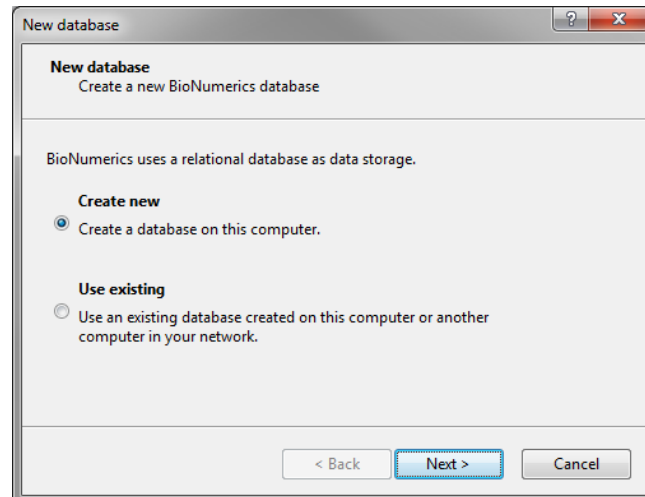 New database
New database
Create a new BioNumerics database
BioNumerics uses a relational database as data storage.
Create new
Create a database on this computer.
Use existing
Use an existing database created on this computer or another
computer in your network.
< Back
Next >
Cancel